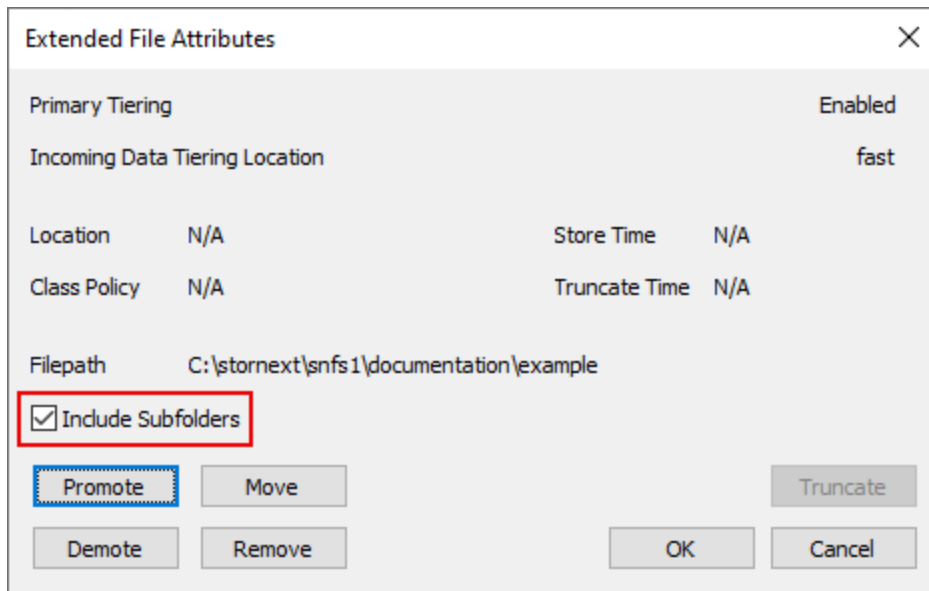 Extended File Attributes
Primary Tiering Enabled
Incoming Data Tiering Location fast
Location N/A Store Time N/A
Class Policy N/A Truncate Time N/A
Filepath C:\stornext\snfs1\documentation\example
Include Subfolders
Promote Move Truncate
Demote Remove OK Cancel